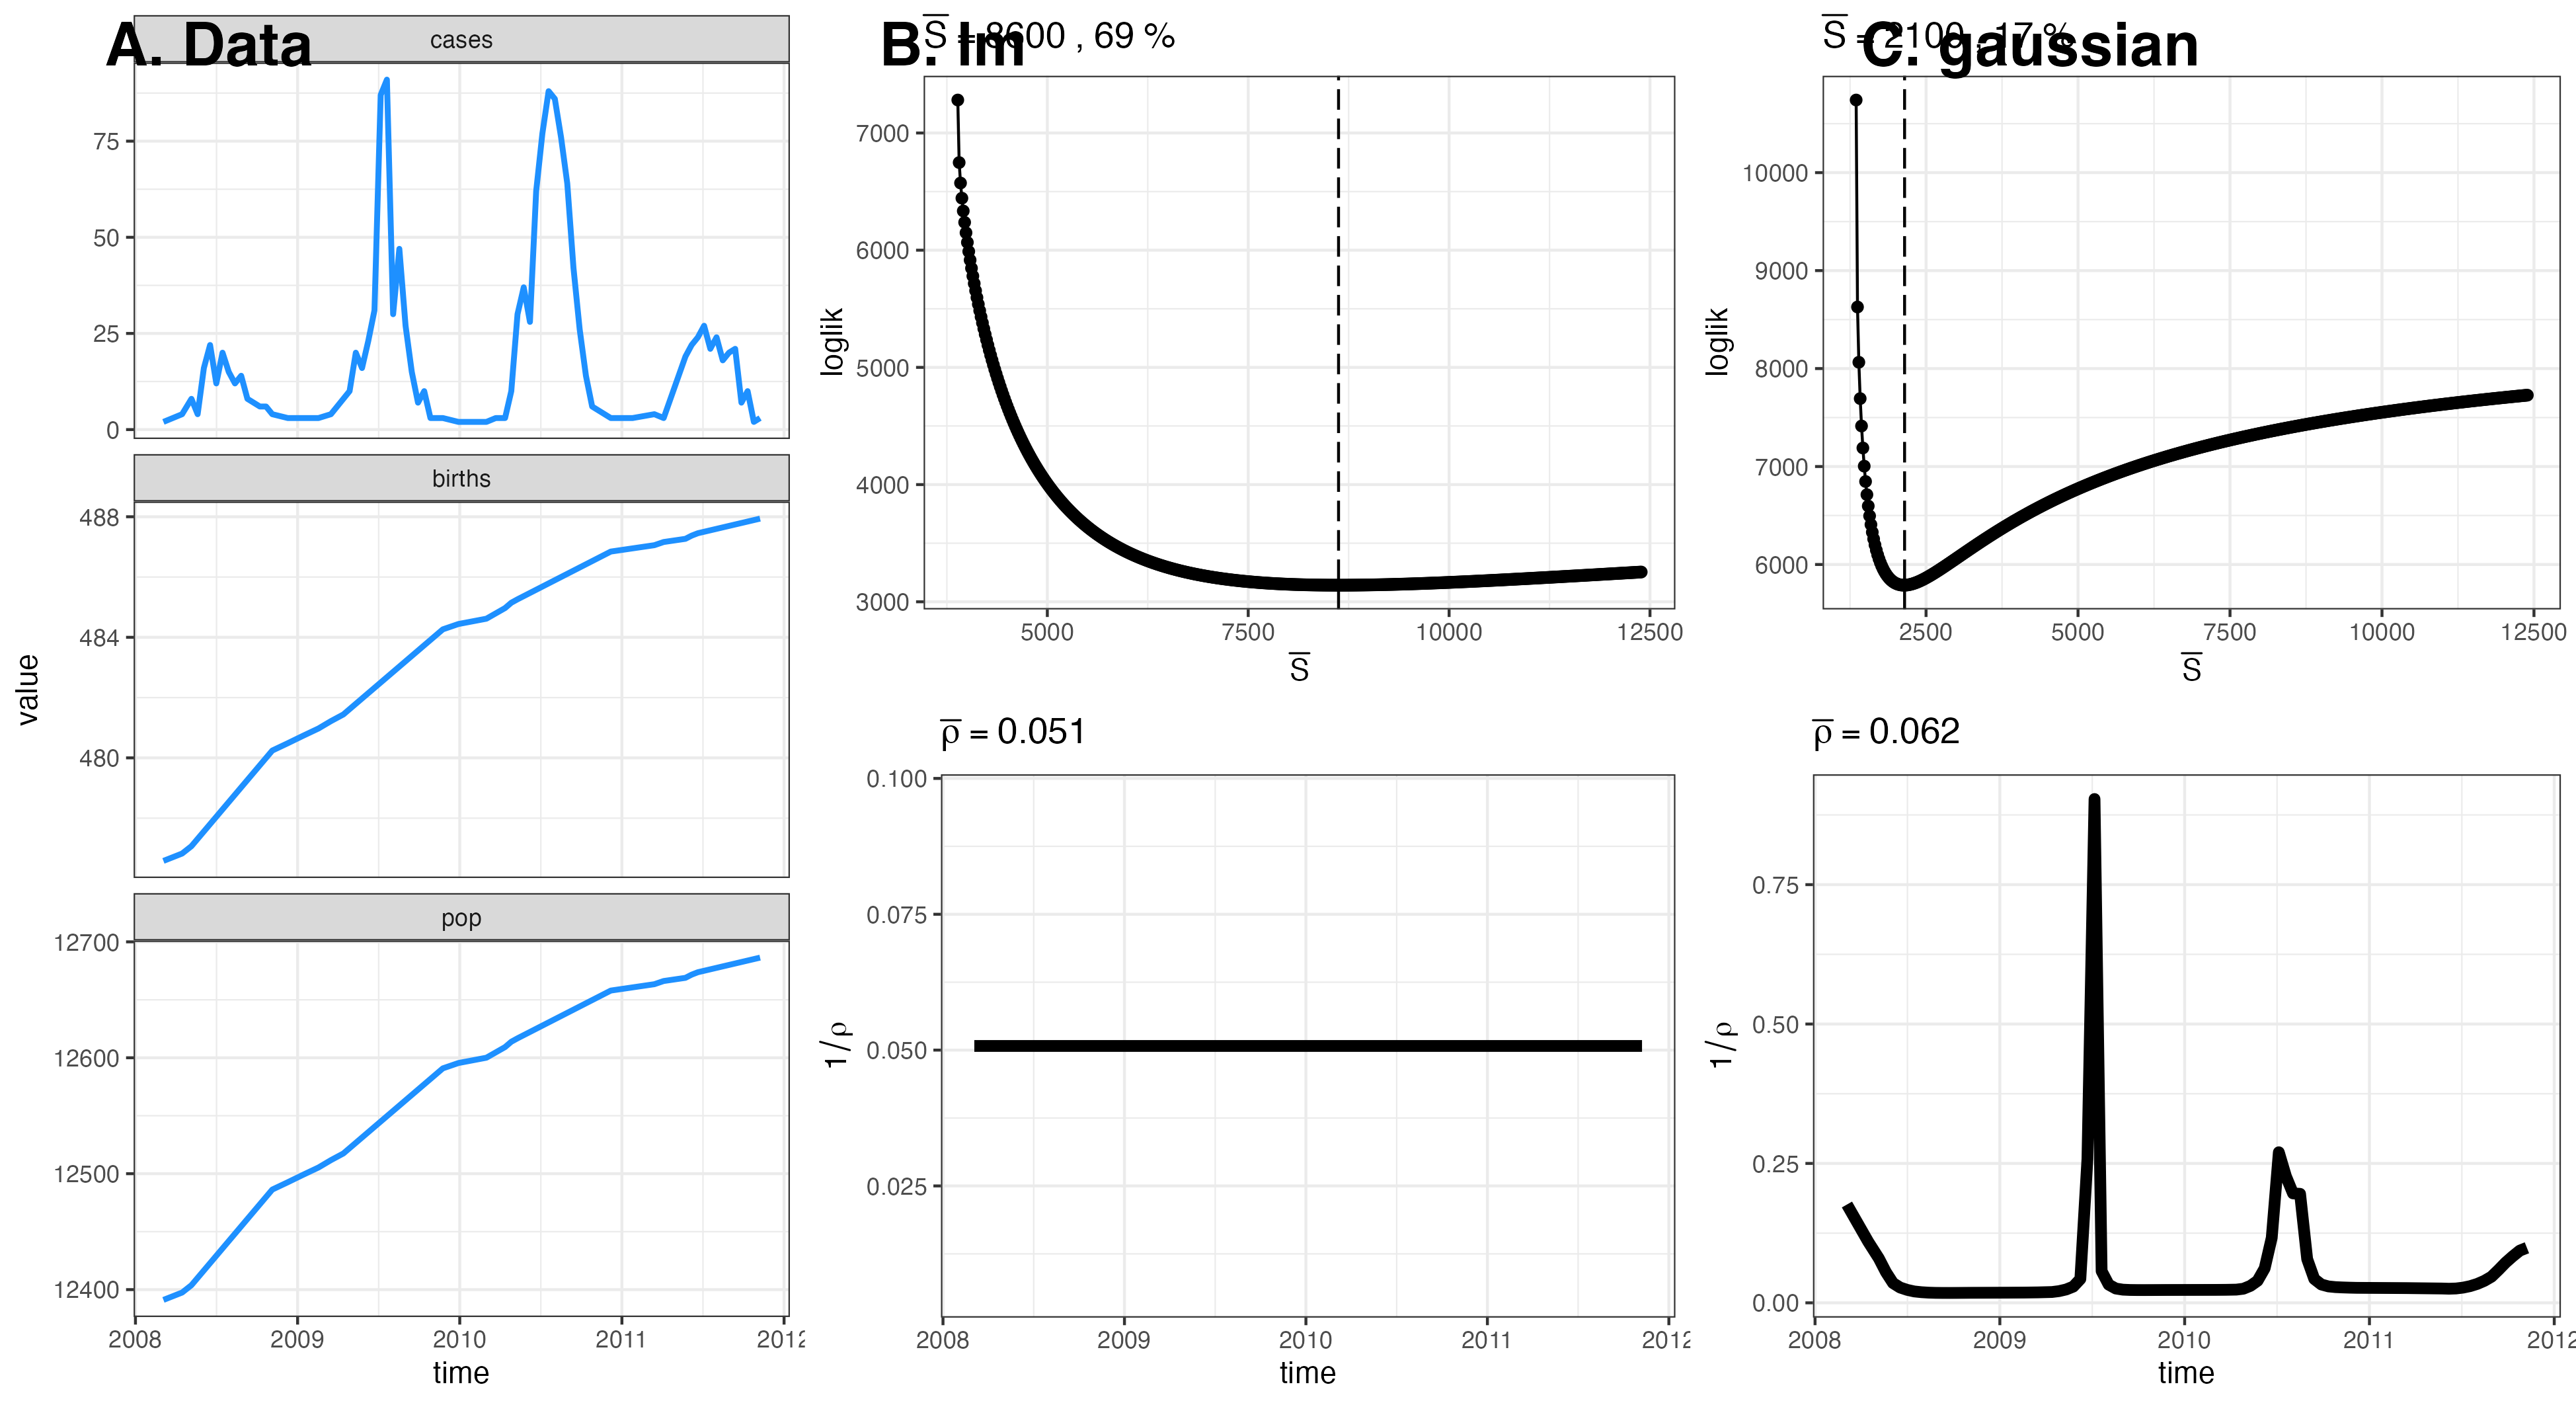 A. Data
cases
75
50
25
0
births
488
484
480
pop
12700
12600
12500
12400
2008 2009 2010 2011 2012
time
value
B. lm
S̅ = 8600 , 69 %
7000
6000
5000
4000
3000
loglik
5000 7500 10000 12500
S̅
ρ̅ = 0.051
0.100
0.075
0.050
0.025
1/ρ
2008 2009 2010 2011 2012
time
C. gaussian
S̅ = 2100 , 17 %
10000
9000
8000
7000
6000
loglik
2500 5000 7500 10000 12500
S̅
ρ̅ = 0.062
0.75
0.50
0.25
0.00
1/ρ
2008 2009 2010 2011 2012
time